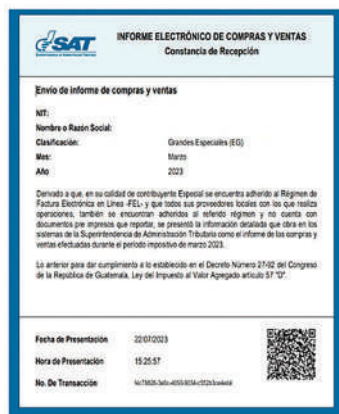 SAT
INFORME ELECTRÓNICO DE COMPRAS Y VENTAS
Constancia de Recepción
Envío de informe de compras y ventas
NIT:
Nombre o Razón Social:
Clasificación: Grandes Especiales (EG)
Mes: Marzo
Año 2023
Derivado a que, en su calidad de contribuyente Especial se encuentra adherido al Régimen de
Factura Electrónica en Línea -FEL- y que todos sus proveedores locales con los que realiza
operaciones, también se encuentran adheridos al referido régimen y no cuenta con
documentos pre impresos que reportar, se presentó la información detallada que obra en los
sistemas de la Superintendencia de Administración Tributaria como el informe de las compras y
ventas efectuadas durante el periodo impositivo de marzo 2023.
Lo anterior para dar cumplimiento a lo establecido en el Decreto Número 27-92 del Congreso
de la República de Guatemala, Ley del Impuesto al Valor Agregado artículo 57 "D".
Fecha de Presentación 22/07/2023
Hora de Presentación 15:25:57
No. De Transacción